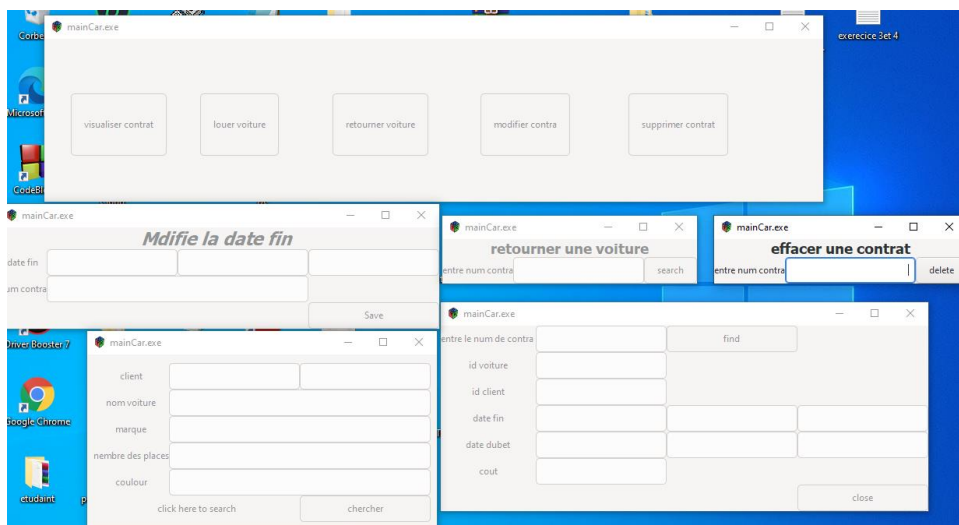 mainCar.exe
Corbe
exerecice 3et 4
Microsof
visualiser contrat
louer voiture
retourner voiture
modifier contra
supprimer contrat
CodeBl
mainCar.exe
Mdifie la date fin
date fin
um contra
Save
mainCar.exe
retourner une voiture
entre num contra
search
mainCar.exe
effacer une contrat
entre num contra
delete
Driver Booster 7
Google Chrome
etudaint
p
mainCar.exe
client
nom voiture
marque
nembre des places
coulour
click here to search
chercher
mainCar.exe
entre le num de contra
find
id voiture
id client
date fin
date dubet
cout
close